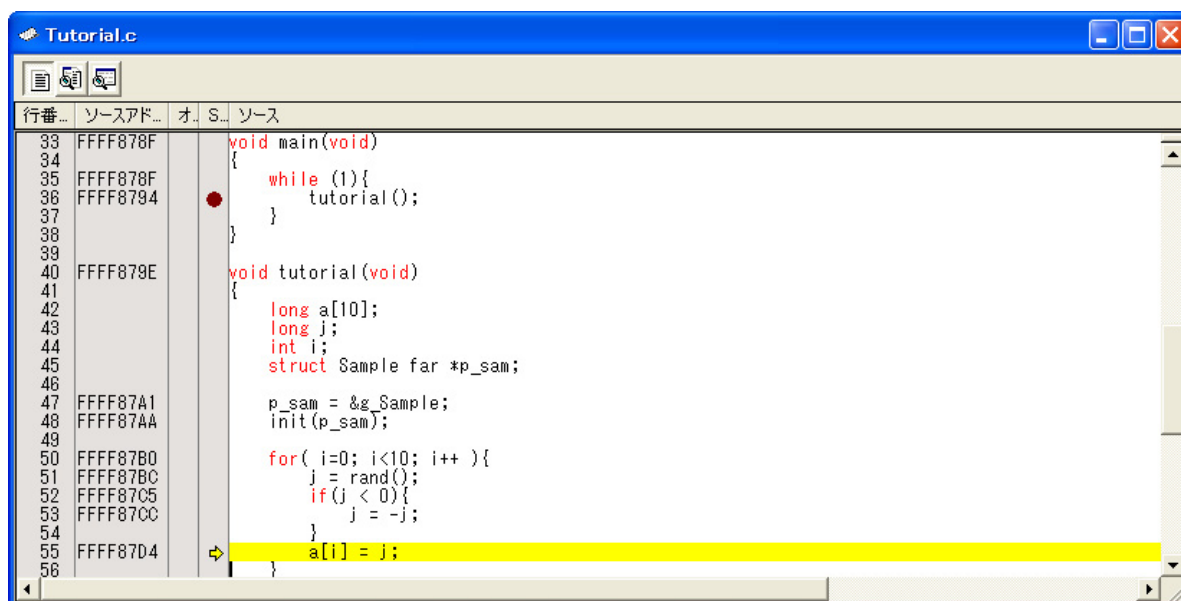 Tutorial.c
行番... ソースアド... オ.. S... ソース
33 FFFF878F void main(void)
34 {
35 FFFF878F while (1){
36 FFFF8794 tutorial();
37 }
38 }
39
40 FFFF879E void tutorial(void)
41 {
42 long a[10];
43 long j;
44 int i;
45 struct Sample far *p_sam;
46
47 FFFF87A1 p_sam = &g_Sample;
48 FFFF87AA init(p_sam);
49
50 FFFF87B0 for( i=0; i<10; i++ ){
51 FFFF87BC j = rand();
52 FFFF87C5 if(j < 0){
53 FFFF87CC j = -j;
54 }
55 FFFF87D4 a[i] = j;
56 }